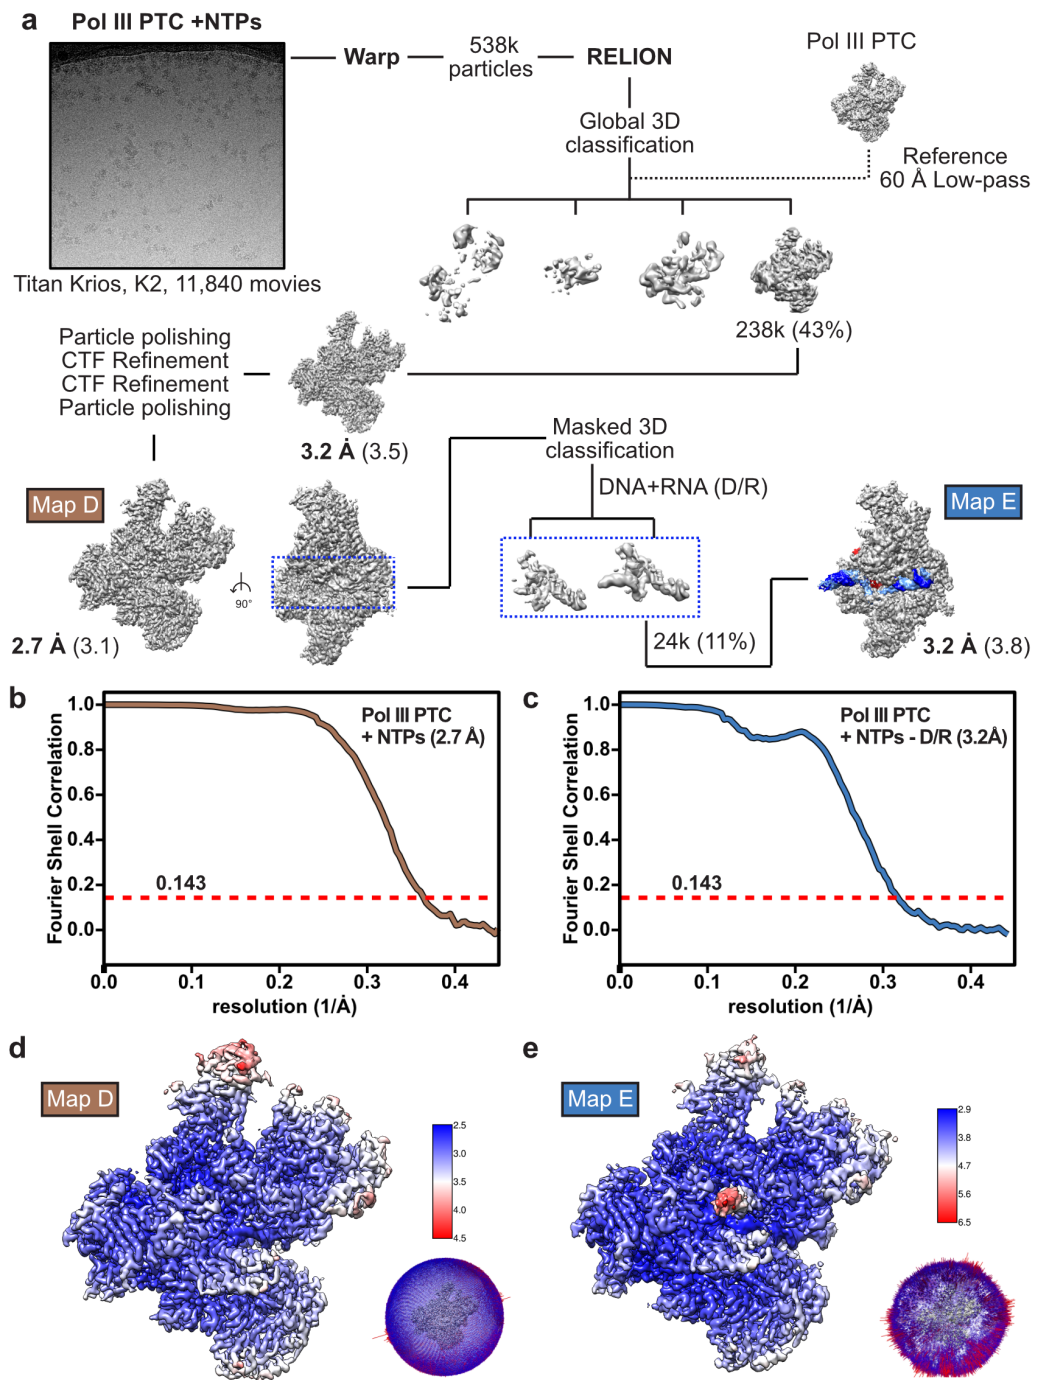 a
Pol III PTC +NTPs
Warp
538k
particles
RELION
Pol III PTC
Global 3D
classification
Reference
60 Å Low-pass
Titan Krios, K2, 11,840 movies
238k (43%)
Particle polishing
CTF Refinement
CTF Refinement
Particle polishing
3.2 Å (3.5)
Masked 3D
classification
DNA+RNA (D/R)
Map D
Map E
90°
2.7 Å (3.1)
24k (11%)
3.2 Å (3.8)
b
Fourier Shell Correlation
1.0
0.8
0.6
0.4
0.2
0.0
Pol III PTC
+ NTPs (2.7 Å)
0.143
0.0
0.1
0.2
0.3
0.4
resolution (1/Å)
c
Fourier Shell Correlation
1.0
0.8
0.6
0.4
0.2
0.0
Pol III PTC
+ NTPs - D/R (3.2Å)
0.143
0.0
0.1
0.2
0.3
0.4
resolution (1/Å)
d
Map D
2.5
3.0
3.5
4.0
4.5
e
Map E
2.9
3.8
4.7
5.6
6.5